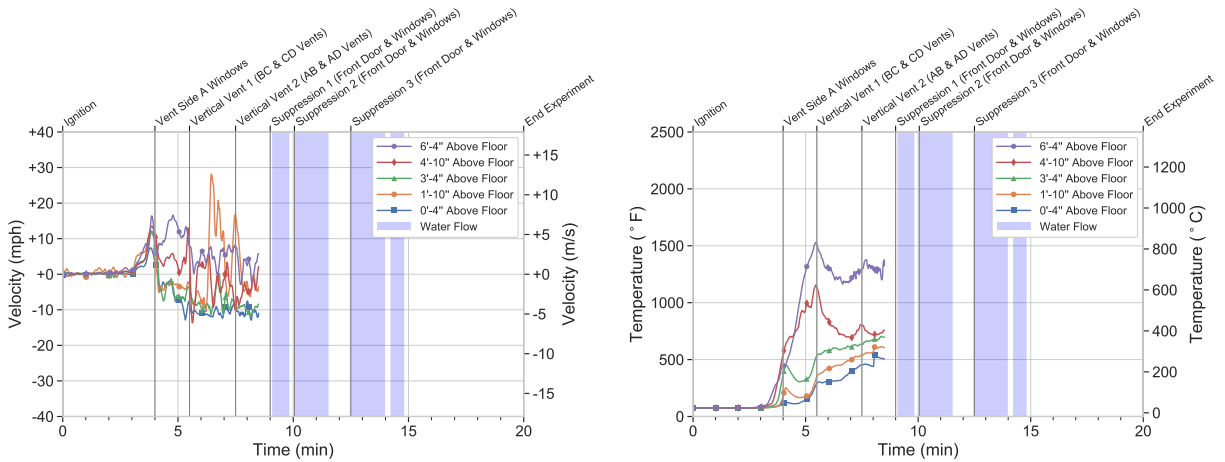 Ignition
Vent Side A Windows
Vertical Vent 1 (BC & CD Vents)
Vertical Vent 2 (AB & AD Vents)
Suppression 1 (Front Door & Windows)
Suppression 2 (Front Door & Windows)
Suppression 3 (Front Door & Windows)
End Experiment
+40
+30
+20
+10
+0
-10
-20
-30
-40
Velocity (mph)
+15
+10
+5
+0
-5
-10
-15
Velocity (m/s)
6'-4" Above Floor
4'-10" Above Floor
3'-4" Above Floor
1'-10" Above Floor
0'-4" Above Floor
Water Flow
0 5 10 15 20
Time (min)
Ignition
Vent Side A Windows
Vertical Vent 1 (BC & CD Vents)
Vertical Vent 2 (AB & AD Vents)
Suppression 1 (Front Door & Windows)
Suppression 2 (Front Door & Windows)
Suppression 3 (Front Door & Windows)
End Experiment
2500
2000
1500
1000
500
0
Temperature (°F)
1200
1000
800
600
400
200
0
Temperature (°C)
6'-4" Above Floor
4'-10" Above Floor
3'-4" Above Floor
1'-10" Above Floor
0'-4" Above Floor
Water Flow
0 5 10 15 20
Time (min)